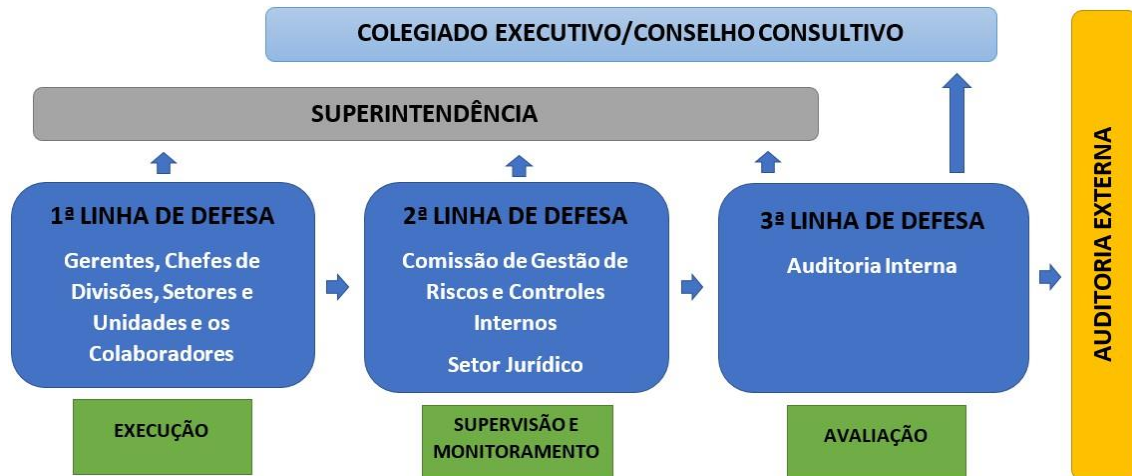 COLEGIADO EXECUTIVO/CONSELHO CONSULTIVO
SUPERINTENDÊNCIA
1ª LINHA DE DEFESA
Gerentes, Chefes de
Divisões, Setores e
Unidades e os
Colaboradores
EXECUÇÃO
2ª LINHA DE DEFESA
Comissão de Gestão de
Riscos e Controles
Internos
Setor Jurídico
SUPERVISÃO E
MONITORAMENTO
3ª LINHA DE DEFESA
Auditoria Interna
AVALIAÇÃO
AUDITORIA EXTERNA